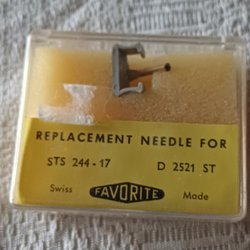 REPLACEMENT NEEDLE FOR
STS 244-17 D 2521 ST
Swiss FAVORITE Made